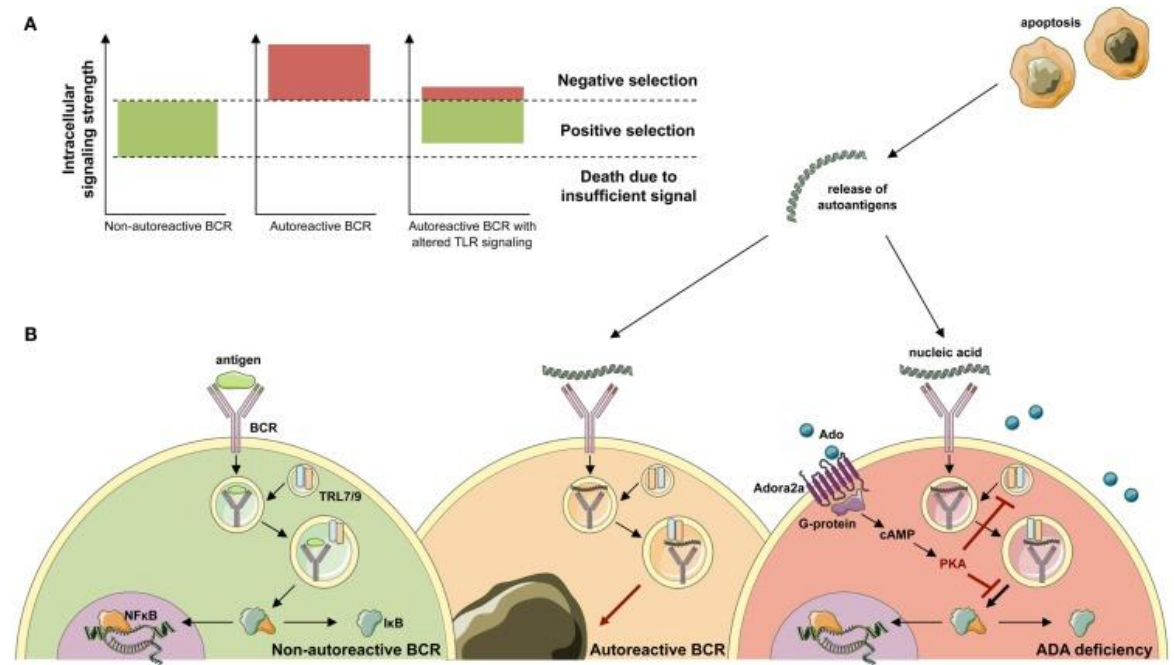 A
Intracellular
signaling strength
Non-autoreactive BCR
Autoreactive BCR
Autoreactive BCR with
altered TLR signaling
Negative selection
Positive selection
Death due to
insufficient signal
apoptosis
release of
autoantigens
B
antigen
BCR
TRL7/9
NFκB
IκB
Non-autoreactive BCR
Autoreactive BCR
nucleic acid
Ado
Adora2a
G-protein
cAMP
PKA
ADA deficiency